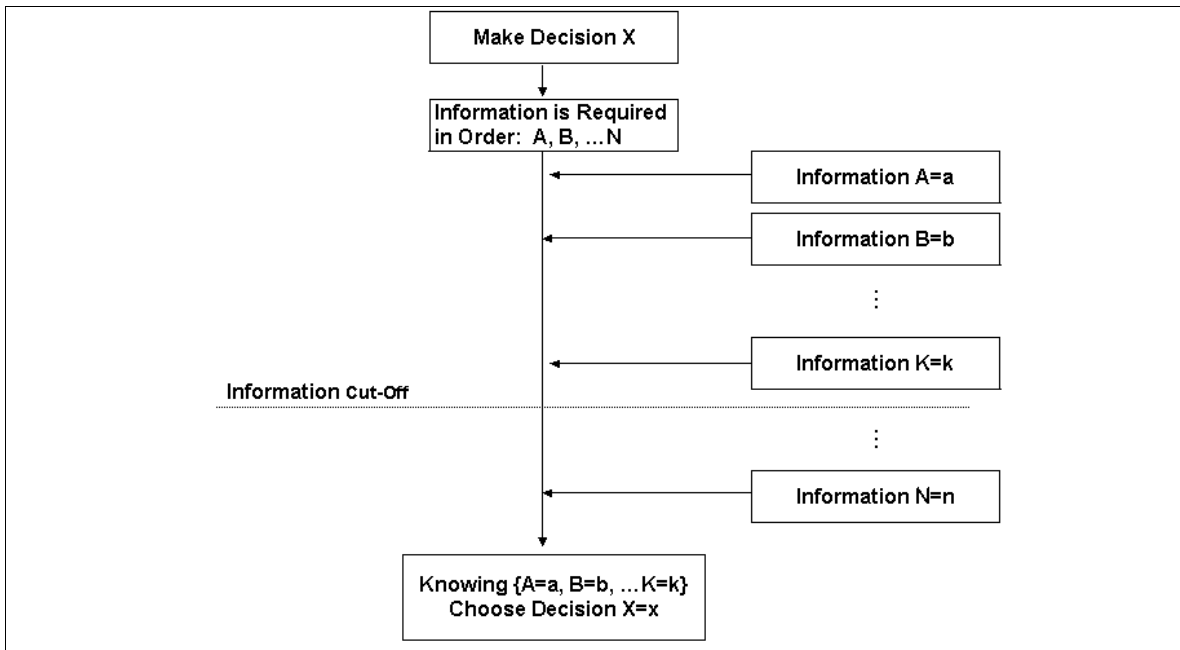 Make Decision X
Information is Required
in Order: A, B, ...N
Information A=a
Information B=b
⋮
Information K=k
Information Cut-Off
⋮
Information N=n
Knowing {A=a, B=b, ...K=k}
Choose Decision X=x